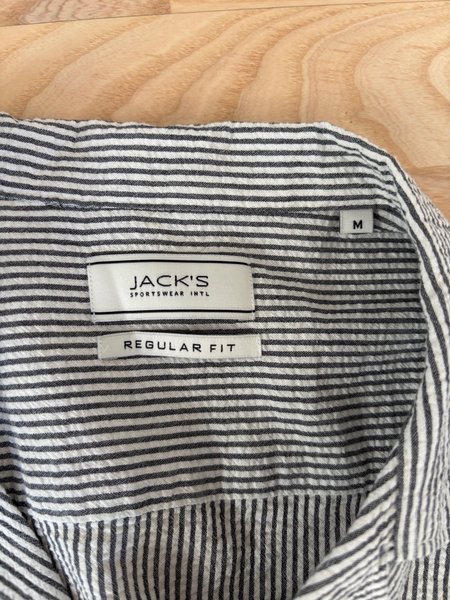 M
JACK'S
SPORTSWEAR INTL
REGULAR FIT